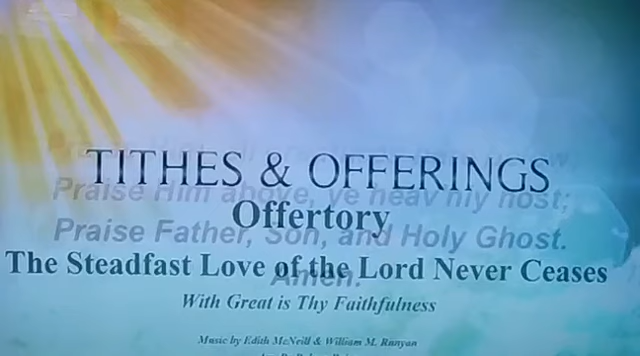 TITHES & OFFERINGS
Praise Him above, ye heav'nly host;
Offertory
Praise Father, Son, and Holy Ghost.
The Steadfast Love of the Lord Never Ceases
Amen.
With Great is Thy Faithfulness
Music by Edith McNeill & William M. Runyan